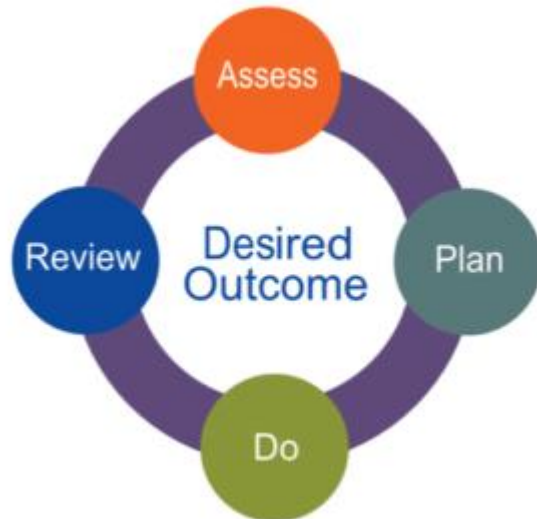 Assess
Plan
Do
Review
Desired
Outcome